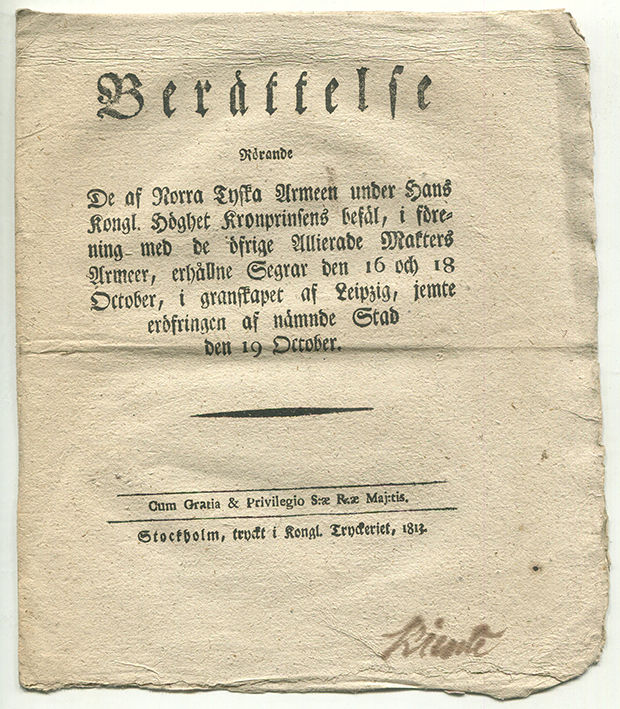 Berättelse
Rörande
De af Norra Tyska Armeen under Hans
Kongl. Höghet Kronprinsens befäl, i före-
ning med de öfrige Allierade Makters
Armeer, erhållne Segrar den 16 och 18
October, i granskapet af Leipzig, jemte
eröfringen af nämnde Stad
den 19 October.
Cum Gratia & Privilegio S:æ R:æ Maj:tis.
Stockholm, tryckt i Kongl. Tryckeriet, 1813.